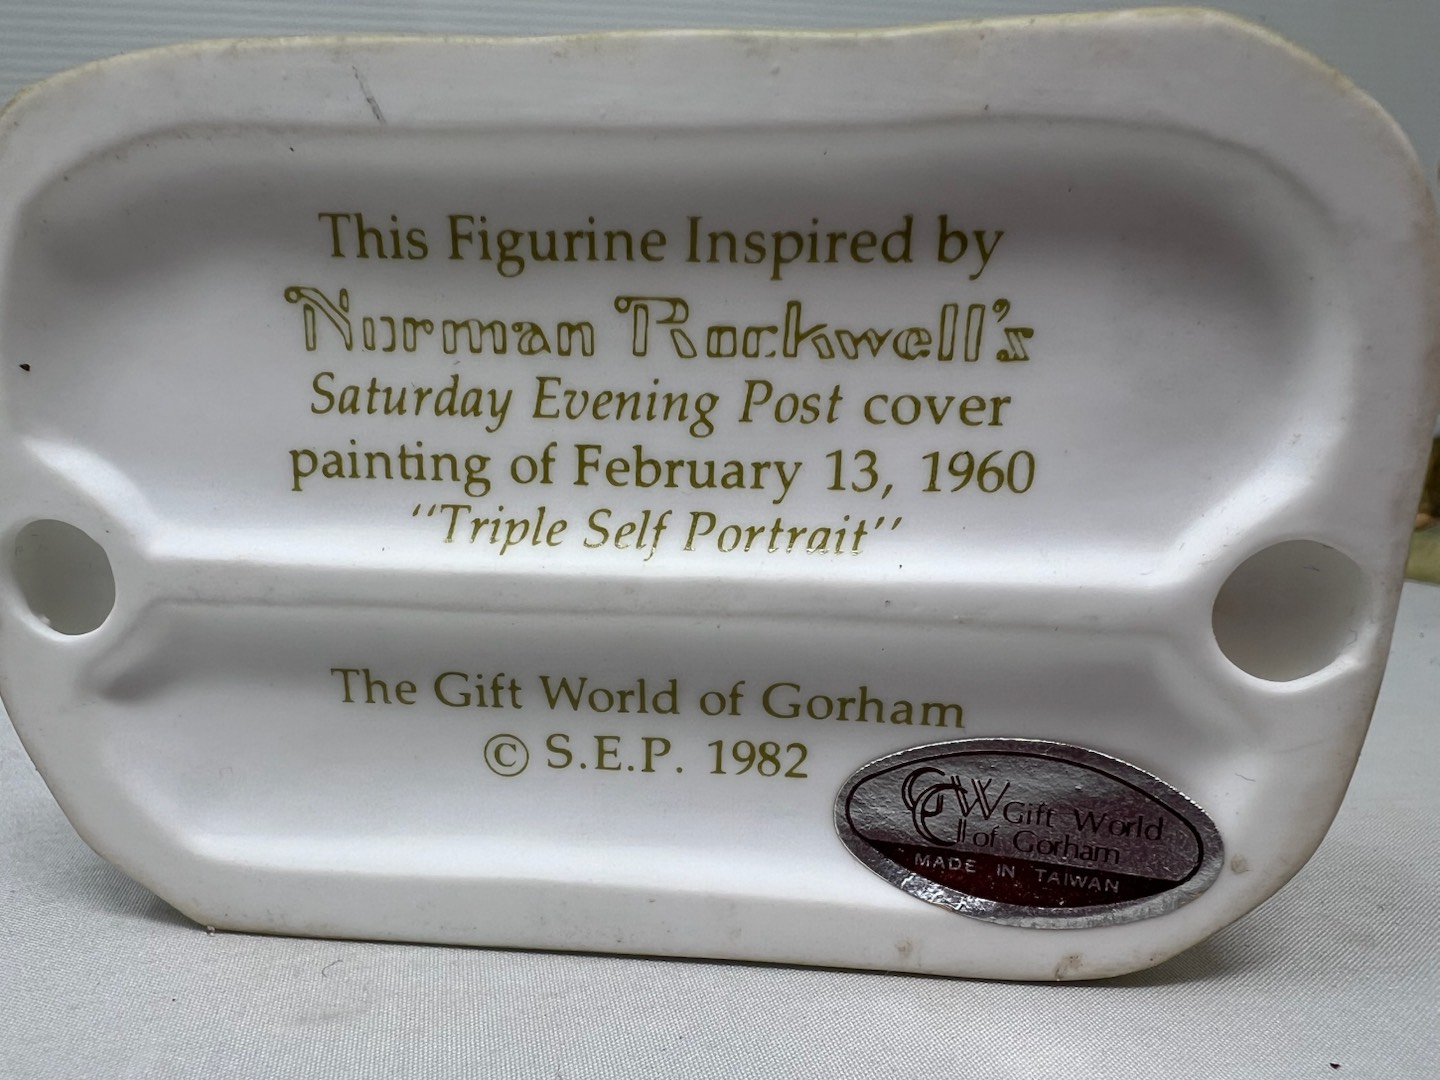 This Figurine Inspired by
Norman Rockwell's
Saturday Evening Post cover
painting of February 13, 1960
"Triple Self Portrait"
The Gift World of Gorham
© S.E.P. 1982
GWG Gift World
of Gorham
MADE IN TAIWAN